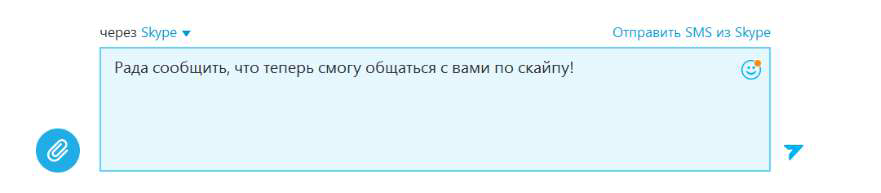 через Skype
Отправить SMS из Skype
Рада сообщить, что теперь смогу общаться с вами по скайпу!